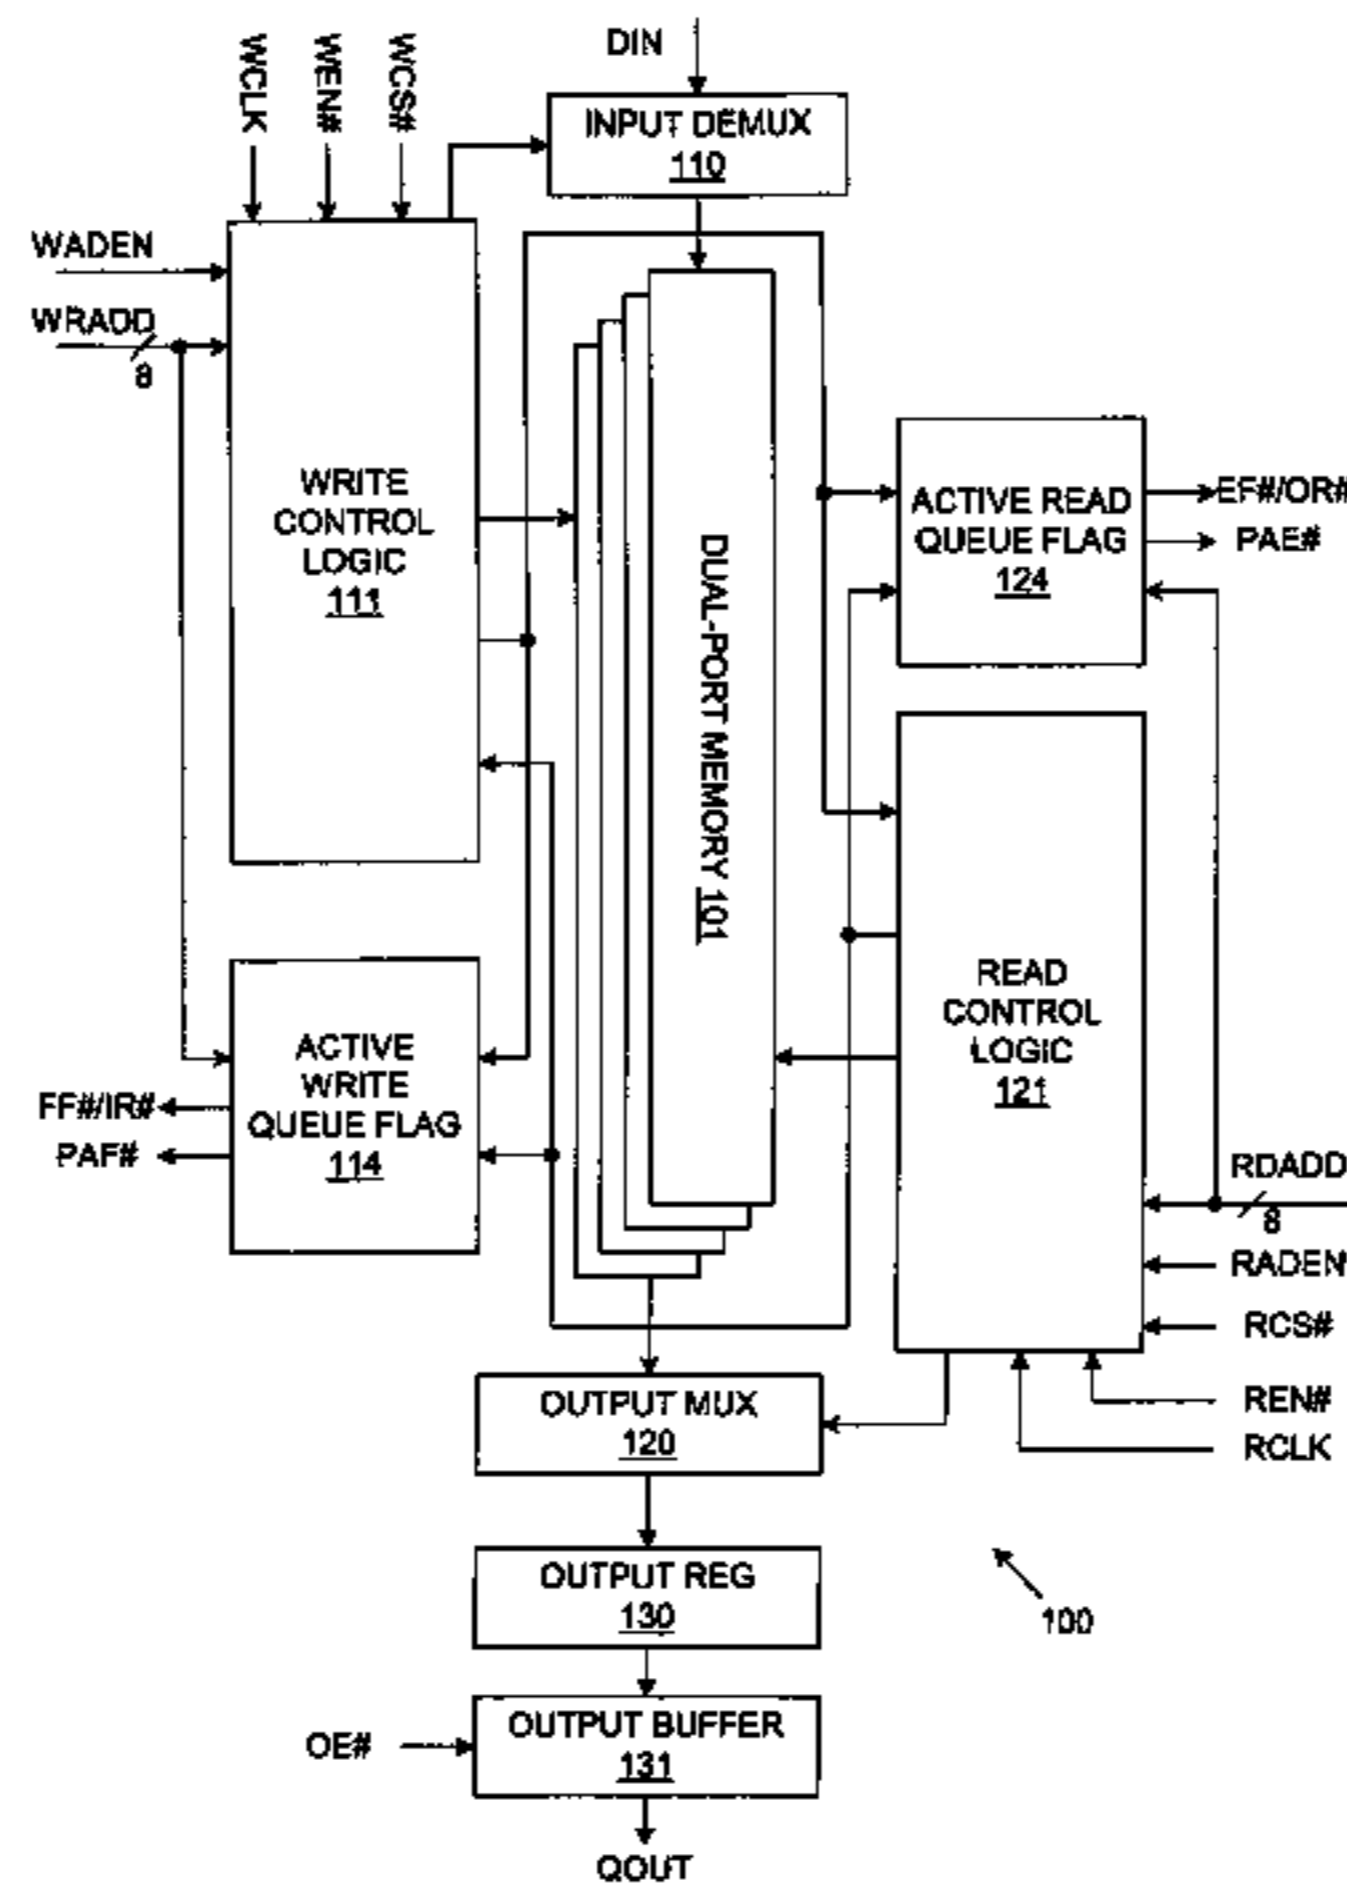 DIN
WCLK
WEN#
WCS#
INPUT DEMUX
110
WADEN
WRADD
8
WRITE
CONTROL
LOGIC
111
DUAL-PORT MEMORY 101
ACTIVE READ
QUEUE FLAG
124
EF#/OR#
PAE#
READ
CONTROL
LOGIC
121
ACTIVE
WRITE
QUEUE FLAG
114
FF#/IR#
PAF#
RDADD
8
RADEN
RCS#
REN#
RCLK
OUTPUT MUX
120
OUTPUT REG
130
100
OUTPUT BUFFER
131
OE#
QOUT